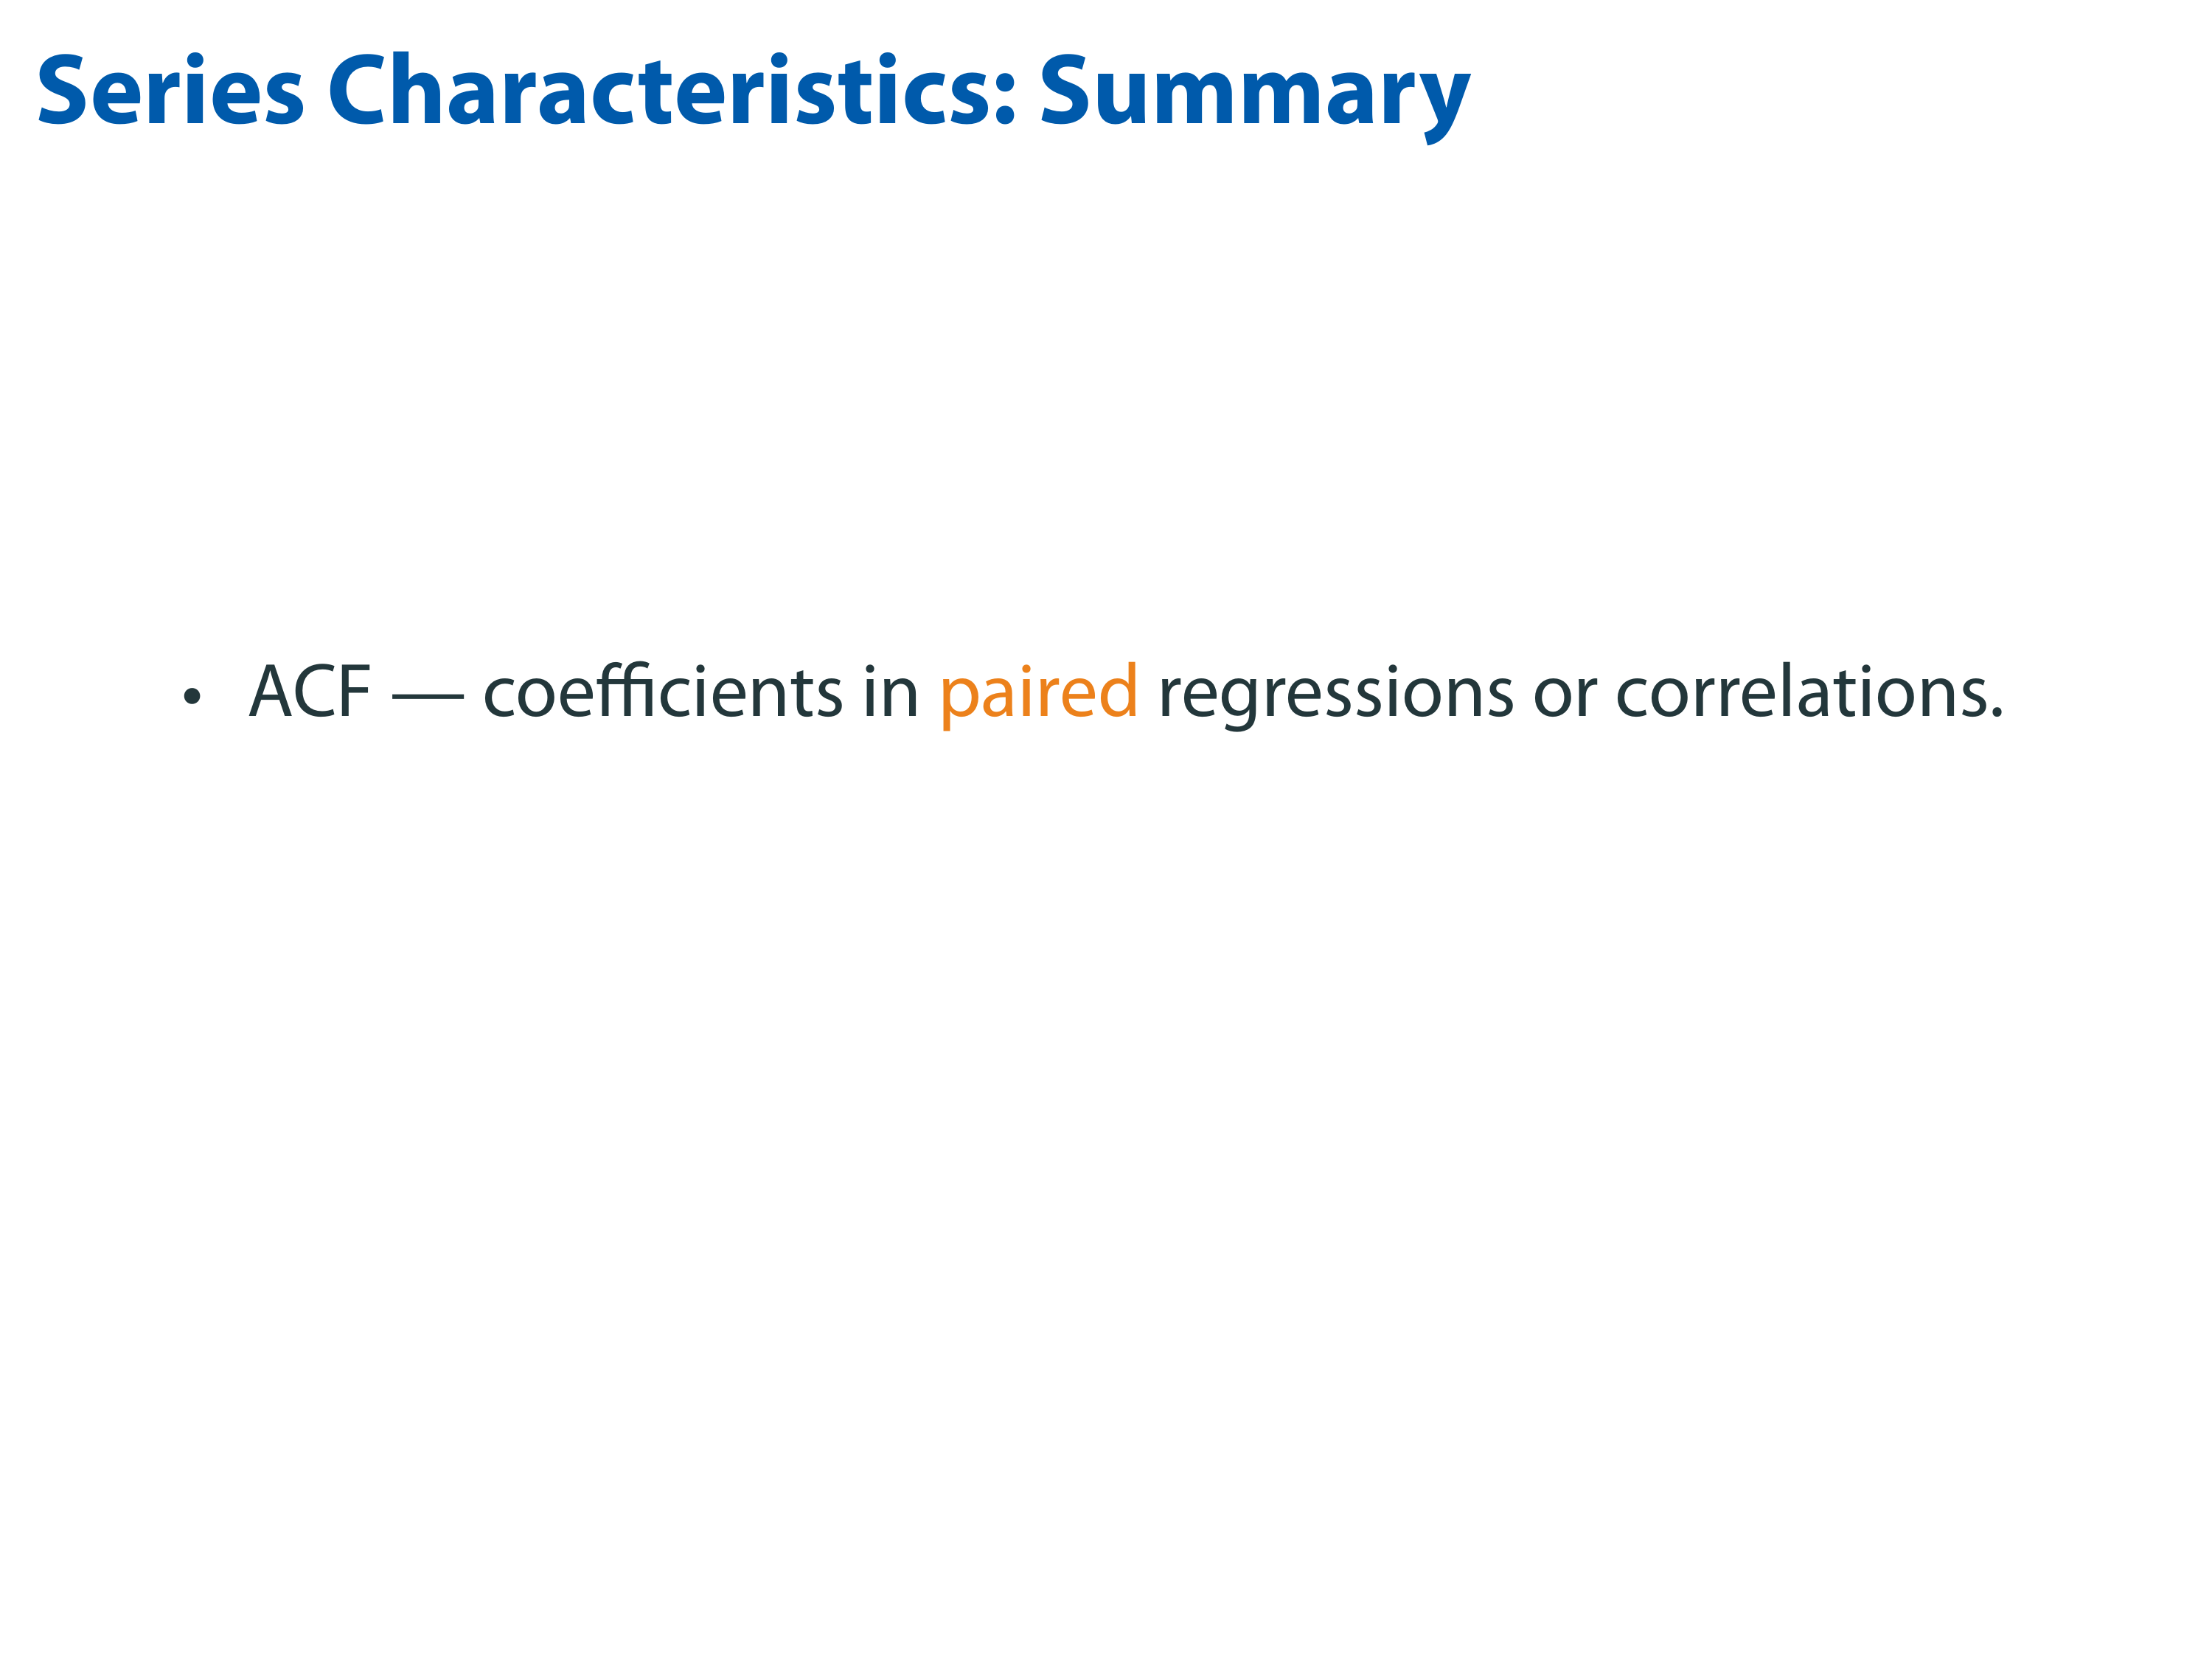 Series Characteristics: Summary
• ACF — coefficients in paired regressions or correlations.